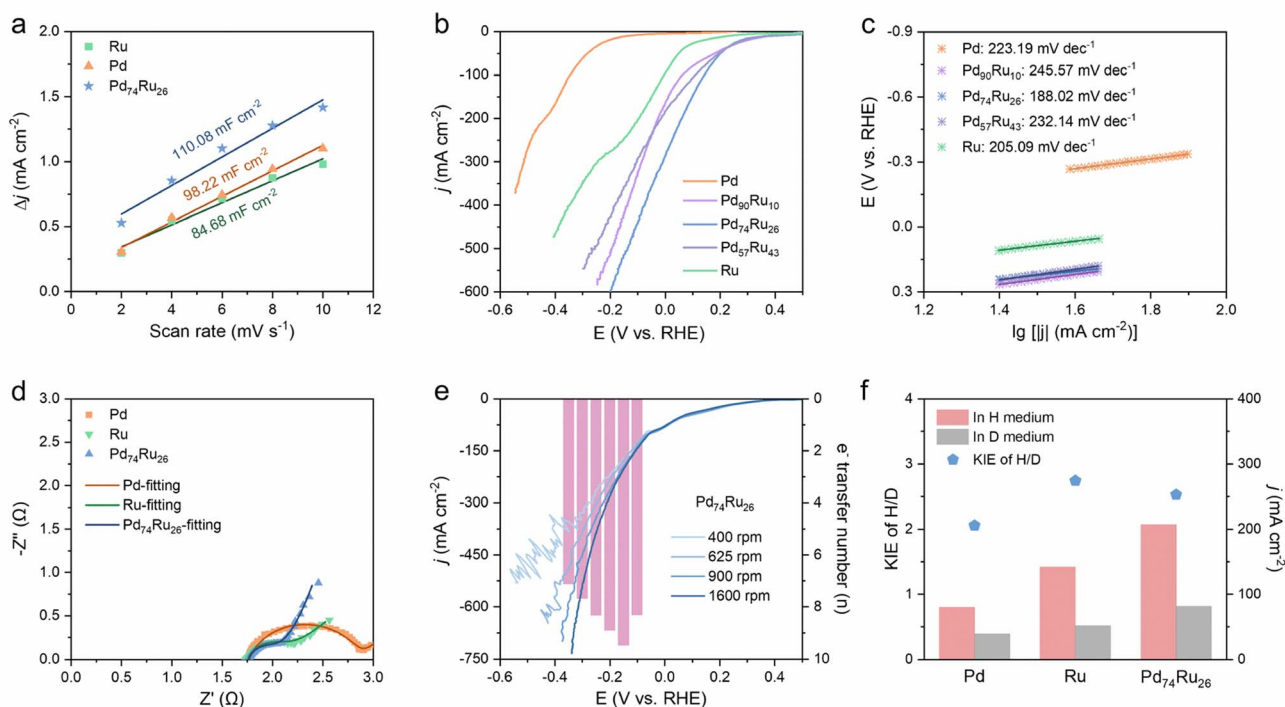 a
Ru
Pd
Pd₇₄Ru₂₆
110.08 mF cm⁻²
98.22 mF cm⁻²
84.68 mF cm⁻²
Δj (mA cm⁻²)
2.0
1.5
1.0
0.5
0.0
0 2 4 6 8 10 12
Scan rate (mV s⁻¹)
b
j (mA cm⁻²)
0
-100
-200
-300
-400
-500
-600
Pd
Pd₉₀Ru₁₀
Pd₇₄Ru₂₆
Pd₅₇Ru₄₃
Ru
-0.6 -0.4 -0.2 0.0 0.2 0.4
E (V vs. RHE)
c
E (V vs. RHE)
-0.9
-0.6
-0.3
0.0
0.3
Pd: 223.19 mV dec⁻¹
Pd₉₀Ru₁₀: 245.57 mV dec⁻¹
Pd₇₄Ru₂₆: 188.02 mV dec⁻¹
Pd₅₇Ru₄₃: 232.14 mV dec⁻¹
Ru: 205.09 mV dec⁻¹
1.2 1.4 1.6 1.8 2.0
lg [|j| (mA cm⁻²)]
d
-Z'' (Ω)
3.0
2.5
2.0
1.5
1.0
0.5
0.0
Pd
Ru
Pd₇₄Ru₂₆
Pd-fitting
Ru-fitting
Pd₇₄Ru₂₆-fitting
0.0 0.5 1.0 1.5 2.0 2.5 3.0
Z' (Ω)
e
j (mA cm⁻²)
0
-150
-300
-450
-600
-750
Pd₇₄Ru₂₆
400 rpm
625 rpm
900 rpm
1600 rpm
0
2
4
6
8
10
e⁻ transfer number (n)
-0.6 -0.4 -0.2 0.0 0.2 0.4
E (V vs. RHE)
f
KIE of H/D
4
3
2
1
0
In H medium
In D medium
KIE of H/D
400
300
200
100
0
j (mA cm⁻²)
Pd Ru Pd₇₄Ru₂₆